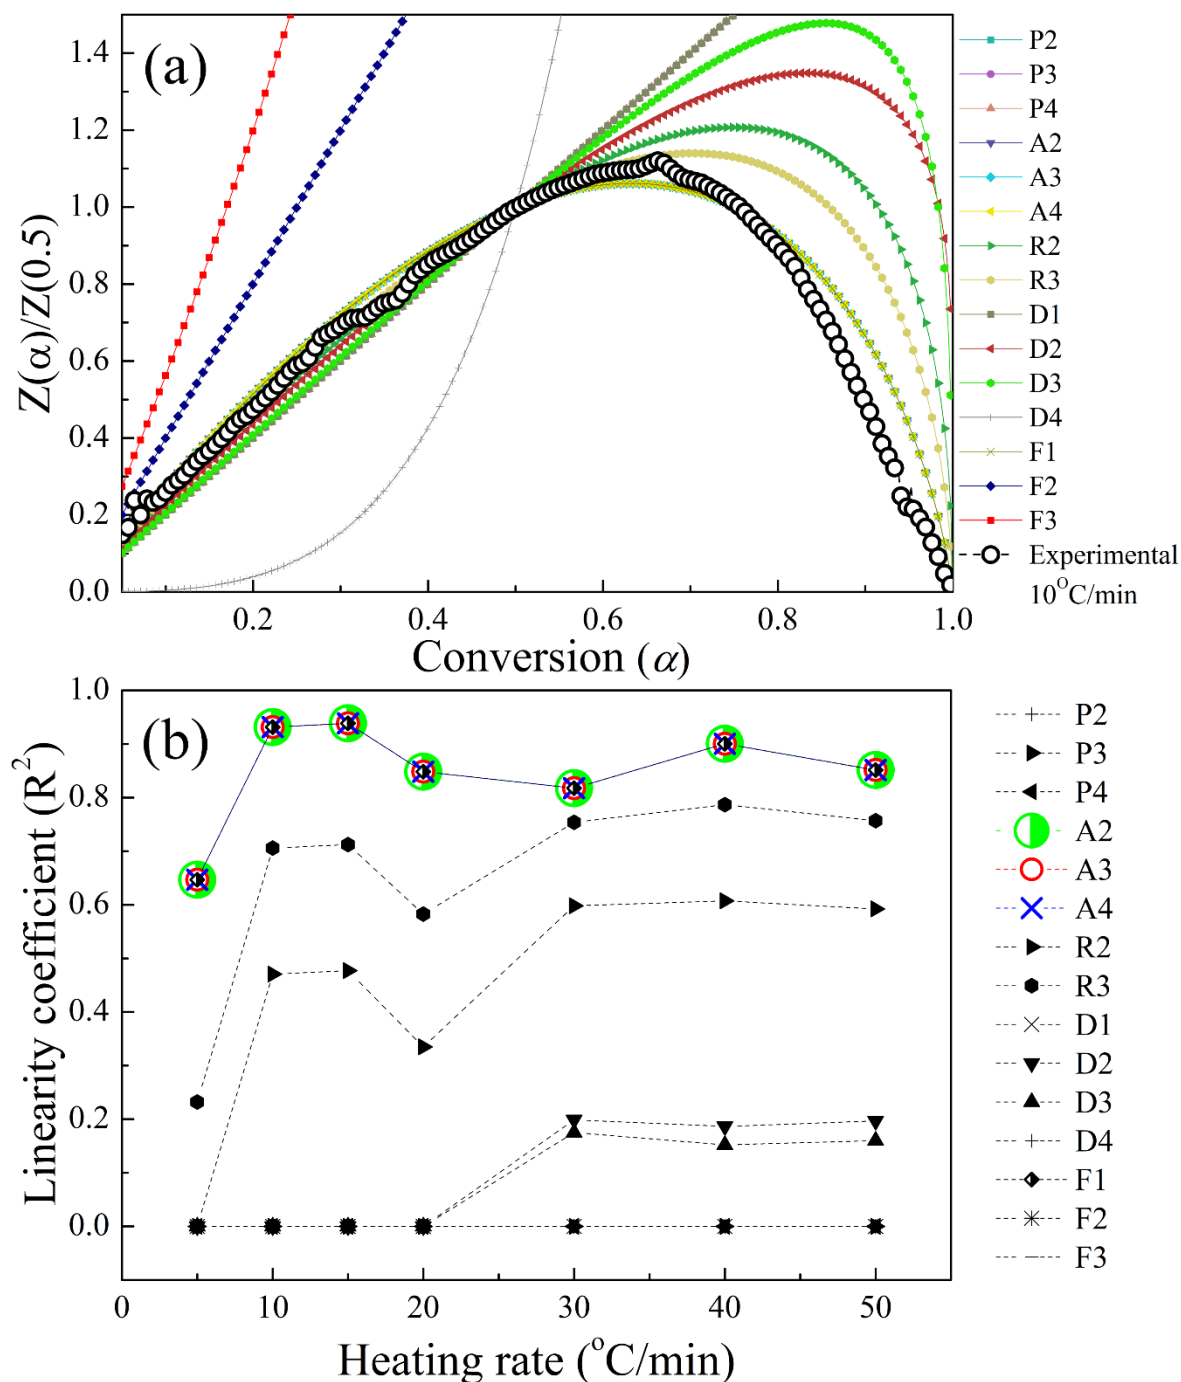 (a)
Z(α)/Z(0.5)
1.4
1.2
1.0
0.8
0.6
0.4
0.2
0.0
0.2
0.4
0.6
0.8
1.0
Conversion (α)
P2
P3
P4
A2
A3
A4
R2
R3
D1
D2
D3
D4
F1
F2
F3
Experimental
10°C/min
(b)
Linearity coefficient (R²)
1.0
0.8
0.6
0.4
0.2
0.0
0
10
20
30
40
50
Heating rate (°C/min)
P2
P3
P4
A2
A3
A4
R2
R3
D1
D2
D3
D4
F1
F2
F3